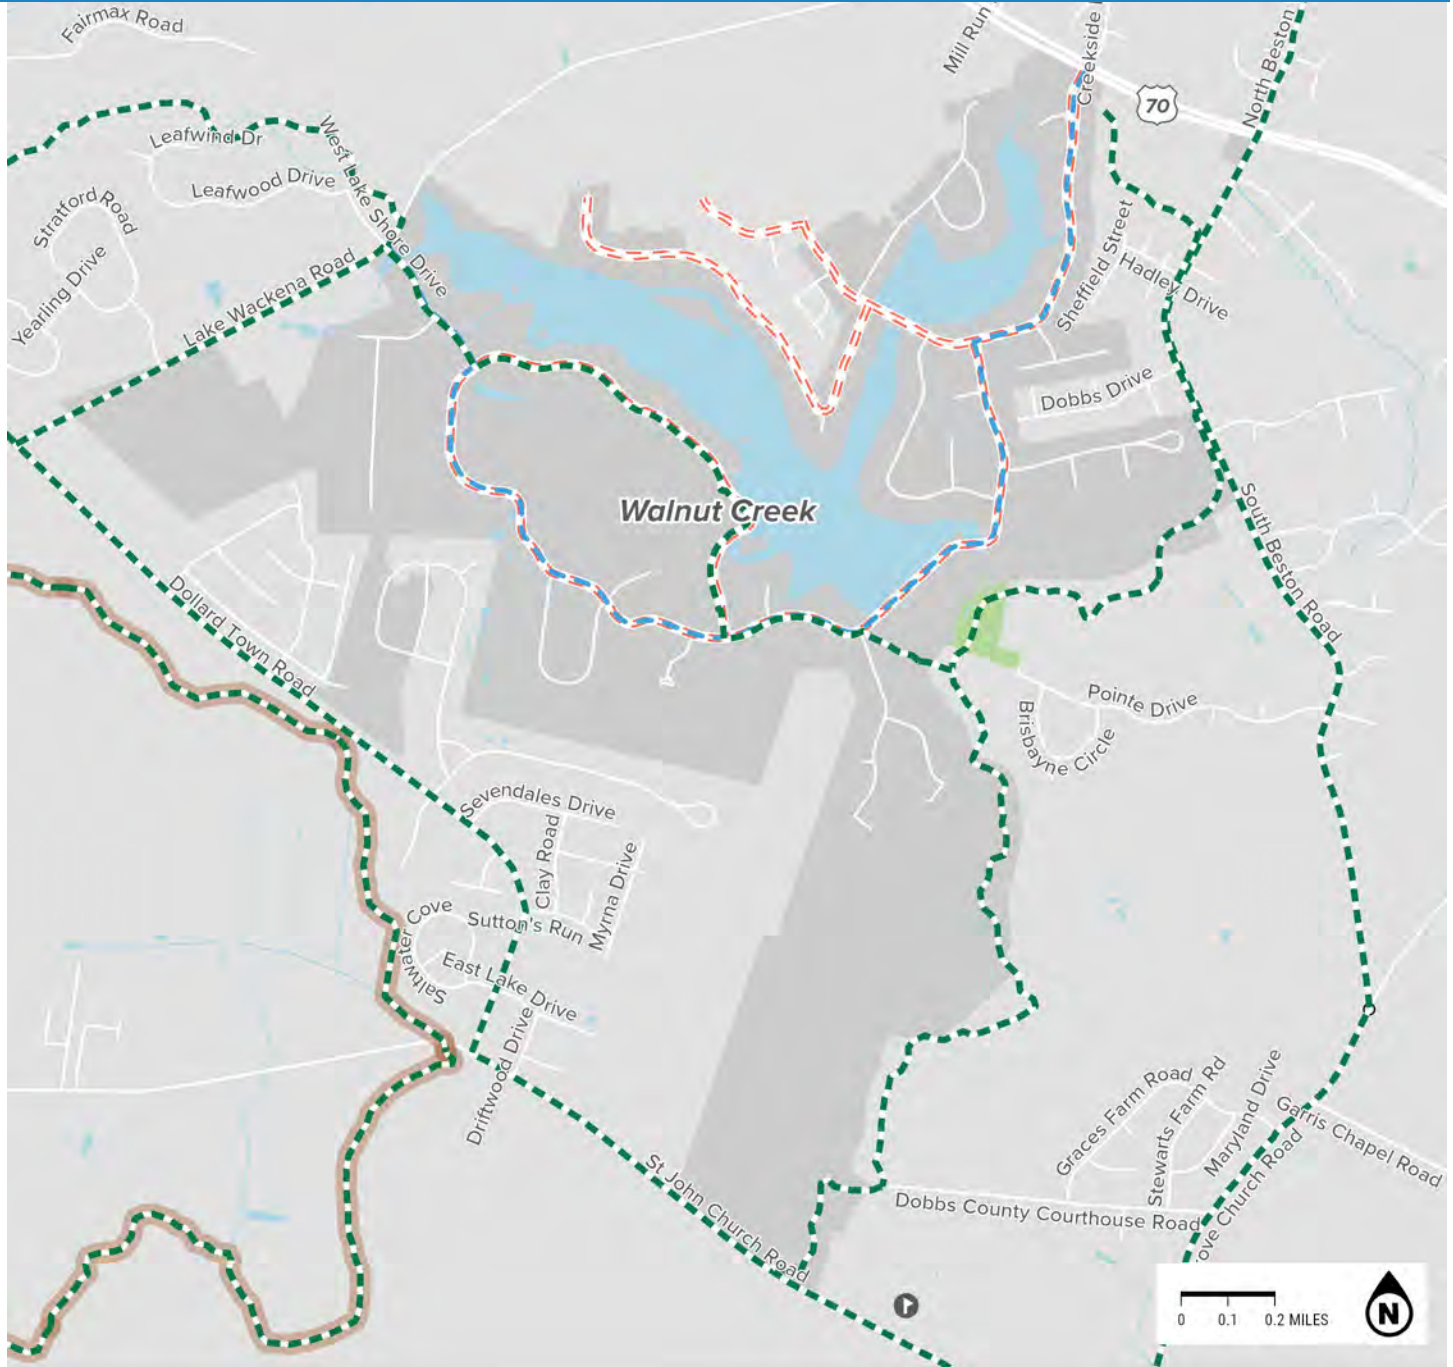 Fairmax Road
Mill Run
Creekside
70
North Beston
Leafwind Dr
West Lake Shore Drive
Leafwood Drive
Stratford Road
Yearling Drive
Lake Wackena Road
Sheffield Street
Hadley Drive
Dobbs Drive
Walnut Creek
South Beston Road
Dollard Town Road
Pointe Drive
Brisbayne Circle
Sevendales Drive
Clay Road
Myrna Drive
Saltwater Cove
Sutton's Run
East Lake Drive
Driftwood Drive
Graces Farm Road
Stewarts Farm Rd
Maryland Drive
Garris Chapel Road
St John Church Road
Dobbs County Courthouse Road
ove Church Road
0 0.1 0.2 MILES
N